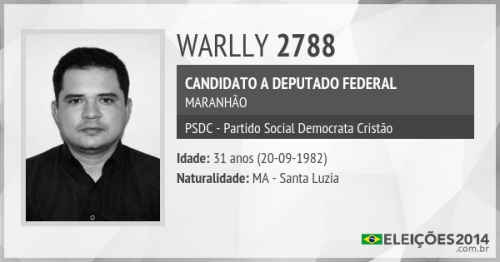 WARLLY 2788
CANDIDATO A DEPUTADO FEDERAL
MARANHÃO
PSDC - Partido Social Democrata Cristão
Idade: 31 anos (20-09-1982)
Naturalidade: MA - Santa Luzia
ELEIÇÕES2014
.com.br